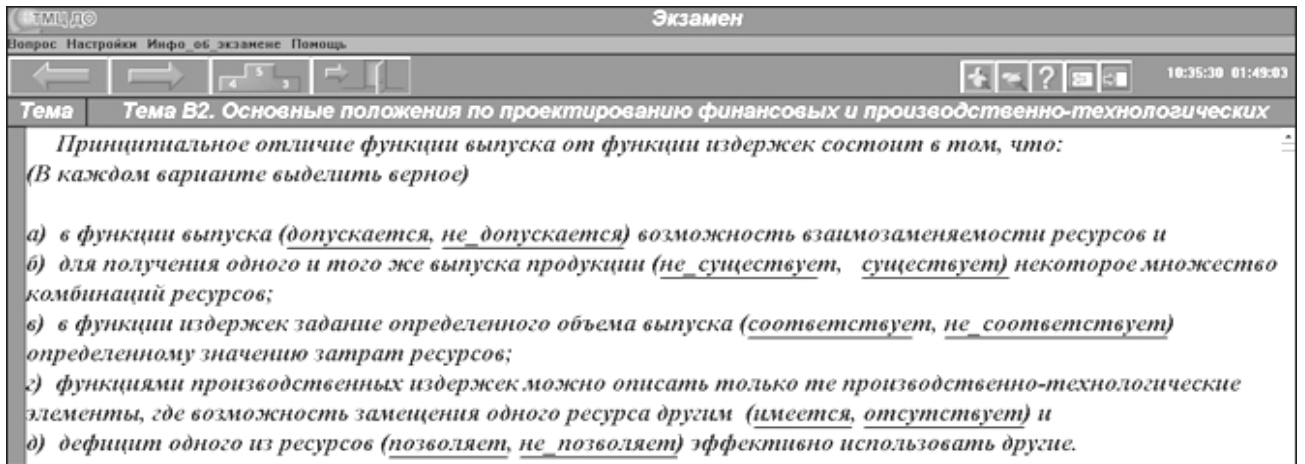 ТМЦ ДО
Экзамен
Вопрос Настройки Инфо_об_экзамене Помощь
4 5 3
?
10:35:30 01:49:03
Тема Тема В2. Основные положения по проектированию финансовых и производственно-технологических
Принципиальное отличие функции выпуска от функции издержек состоит в том, что:
(В каждом варианте выделить верное)
а) в функции выпуска (допускается, не_допускается) возможность взаимозаменяемости ресурсов и
б) для получения одного и того же выпуска продукции (не_существует, существует) некоторое множество
комбинаций ресурсов;
в) в функции издержек задание определенного объема выпуска (соответствует, не_соответствует)
определенному значению затрат ресурсов;
г) функциями производственных издержек можно описать только те производственно-технологические
элементы, где возможность замещения одного ресурса другим (имеется, отсутствует) и
д) дефицит одного из ресурсов (позволяет, не_позволяет) эффективно использовать другие.